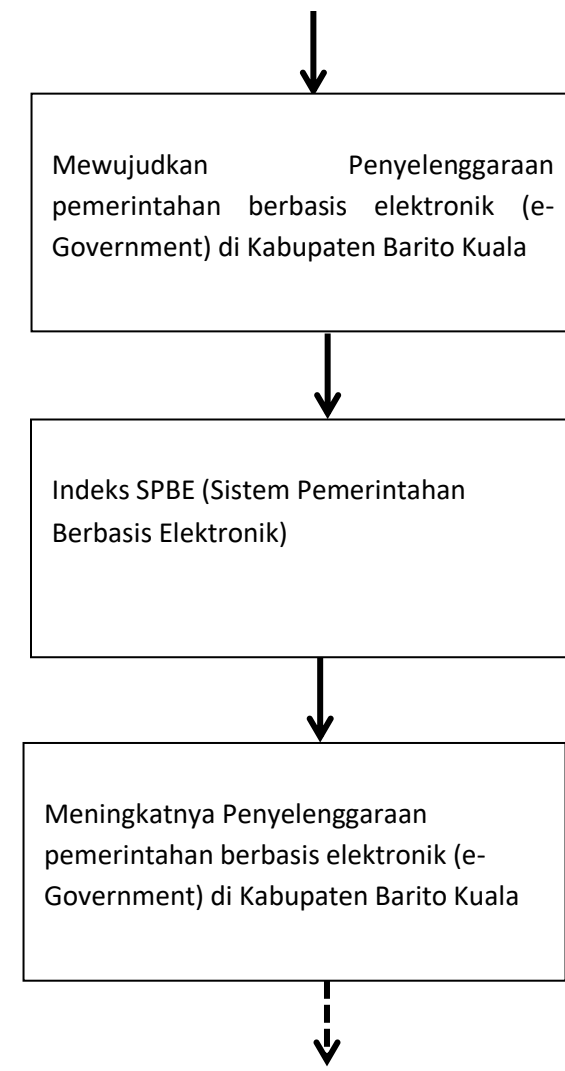 Mewujudkan Penyelenggaraan
pemerintahan berbasis elektronik (e-
Government) di Kabupaten Barito Kuala
Indeks SPBE (Sistem Pemerintahan
Berbasis Elektronik)
Meningkatnya Penyelenggaraan
pemerintahan berbasis elektronik (e-
Government) di Kabupaten Barito Kuala